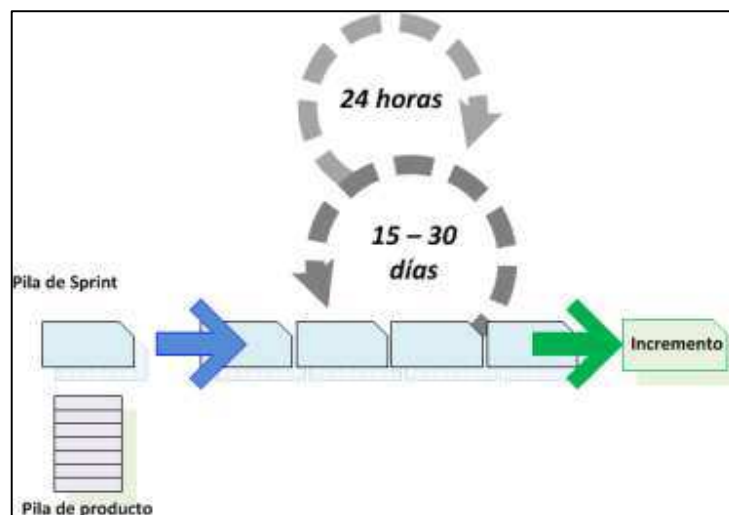 24 horas
15 – 30
días
Pila de Sprint
Incremento
Pila de producto